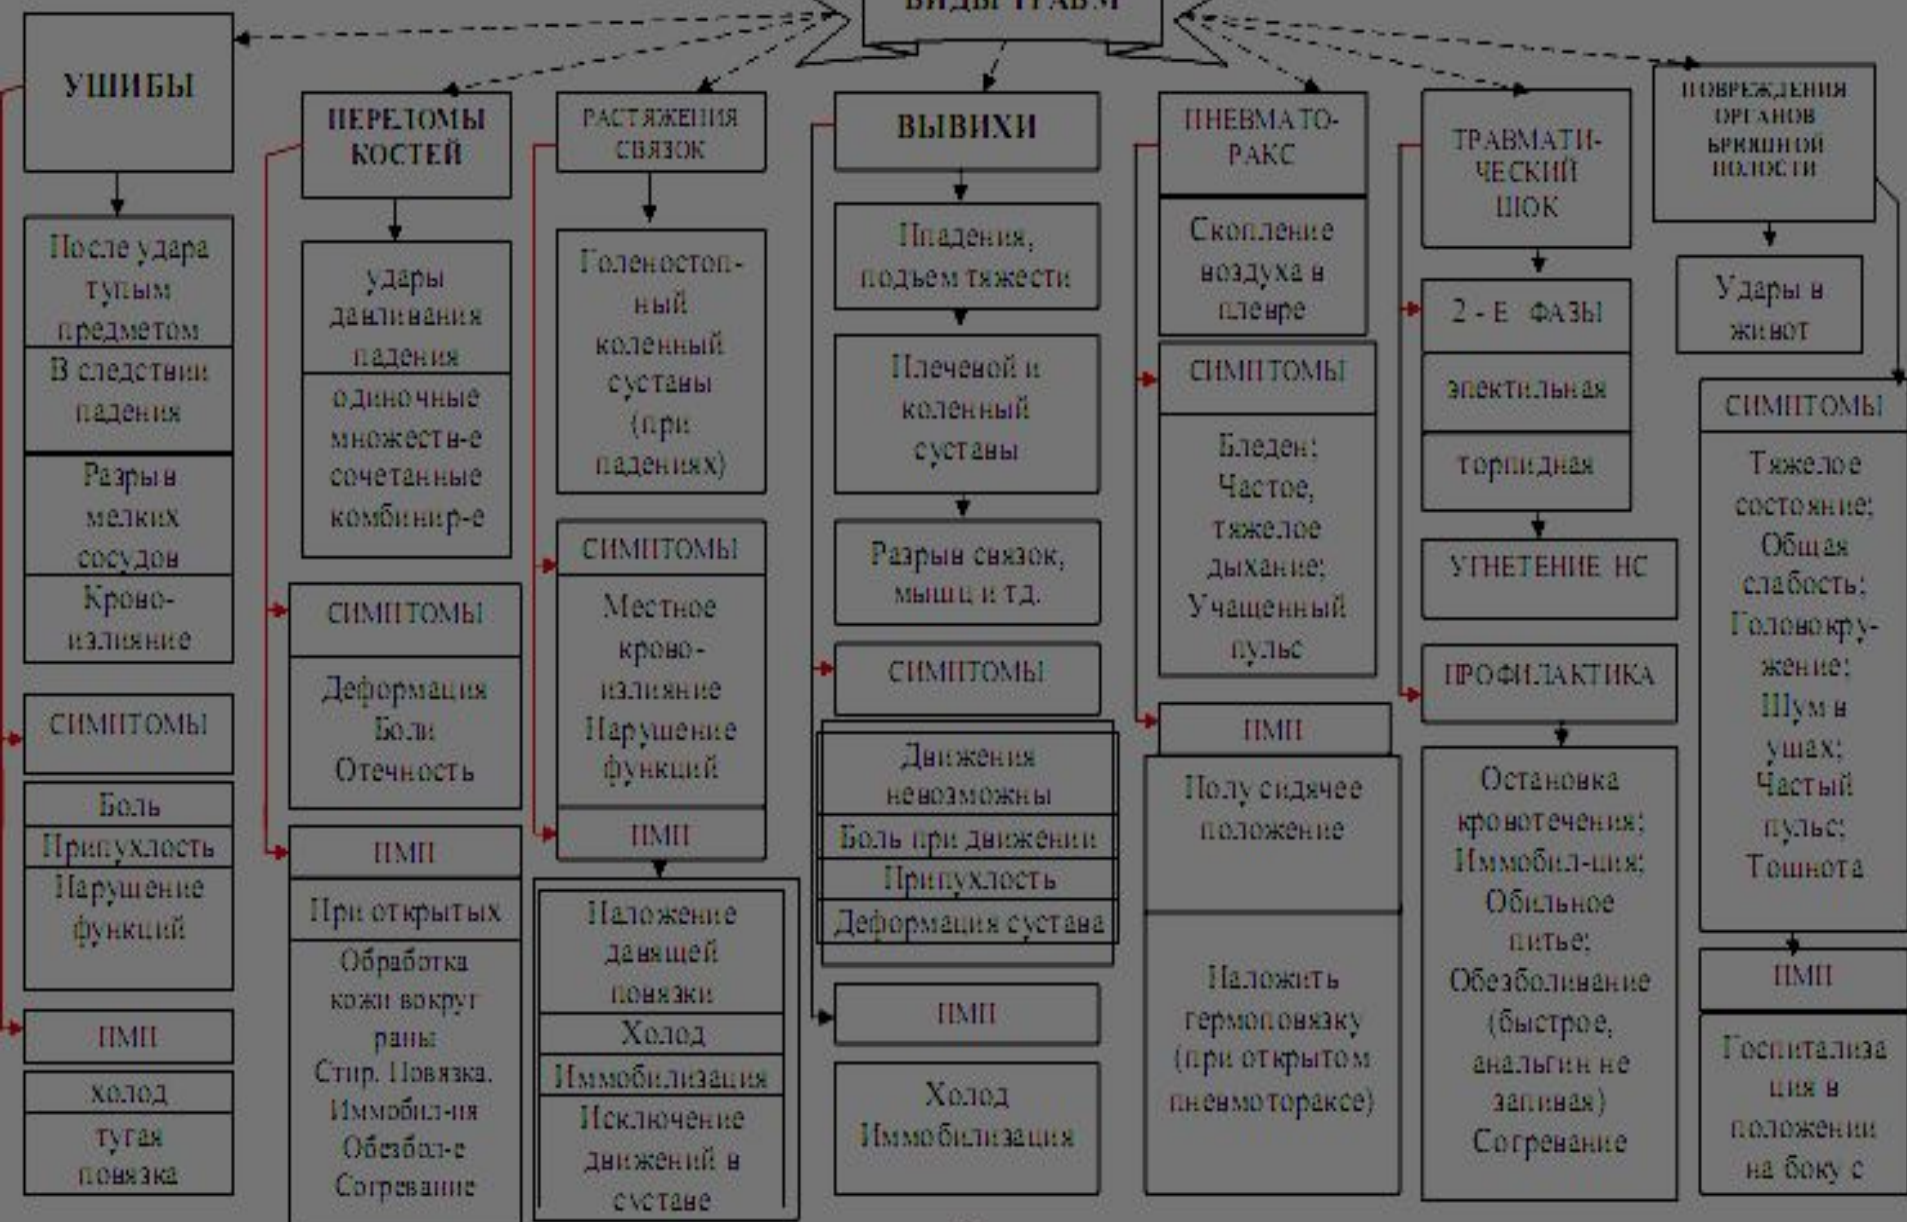 ВИДЫ ТРАВМ
УШИБЫ
После удара
тупым
предметом
В следствии
падения
Разрыв
мелких
сосудов
Крово-
излияние
СИМПТОМЫ
Боль
Припухлость
Нарушение
функций
ПМП
холод
тугая
повязка
ПЕРЕЛОМЫ
КОСТЕЙ
удары
давливания
падения
одиночные
множеств-е
сочетанные
комбинир-е
СИМПТОМЫ
Деформация
Боли
Отечность
ПМП
При открытых
Обработка
кожи вокруг
раны
Стир. Повязка.
Иммобил-ия
Обезбол-е
Согревание
РАСТЯЖЕНИЯ
СВЯЗОК
Голеностоп-
ный
коленный
суставы
(при
падениях)
СИМПТОМЫ
Местное
крово-
излияние
Нарушение
функций
ПМП
Наложение
давящей
повязки
Холод
Иммобилизация
Исключение
движений в
суставе
ВЫВИХИ
Ппадения,
подъем тяжести
Плечевой и
коленный
суставы
Разрыв связок,
мышц и т.д.
СИМПТОМЫ
Движения
невозможны
Боль при движении
Припухлость
Деформация сустава
ПМП
Холод
Иммобилизация
ПНЕВМАТО-
РАКС
Скопление
воздуха в
плевре
СИМПТОМЫ
Бледен;
Частое,
тяжелое
дыхание;
Учащенный
пульс
ПМП
Полу сидячее
положение
Наложить
гермоповязку
(при открытом
пневмотораксе)
ТРАВМАТИ-
ЧЕСКИЙ
ШОК
2 - Е ФАЗЫ
эпектильная
торпидная
УГНЕТЕНИЕ НС
ПРОФИЛАКТИКА
Остановка
кровотечения;
Иммобил-ция;
Обильное
питье;
Обезболивание
(быстрое,
анальгин не
запивая)
Согревание
ПОВРЕЖДЕНИЯ
ОРГАНОВ
БРЮШНОЙ
ПОЛОСТИ
Удары в
живот
СИМПТОМЫ
Тяжелое
состояние;
Общая
слабость;
Головокру-
жение;
Шум в
ушах;
Частый
пульс;
Тошнота
ПМП
Госпитализа
ция в
положении
на боку с